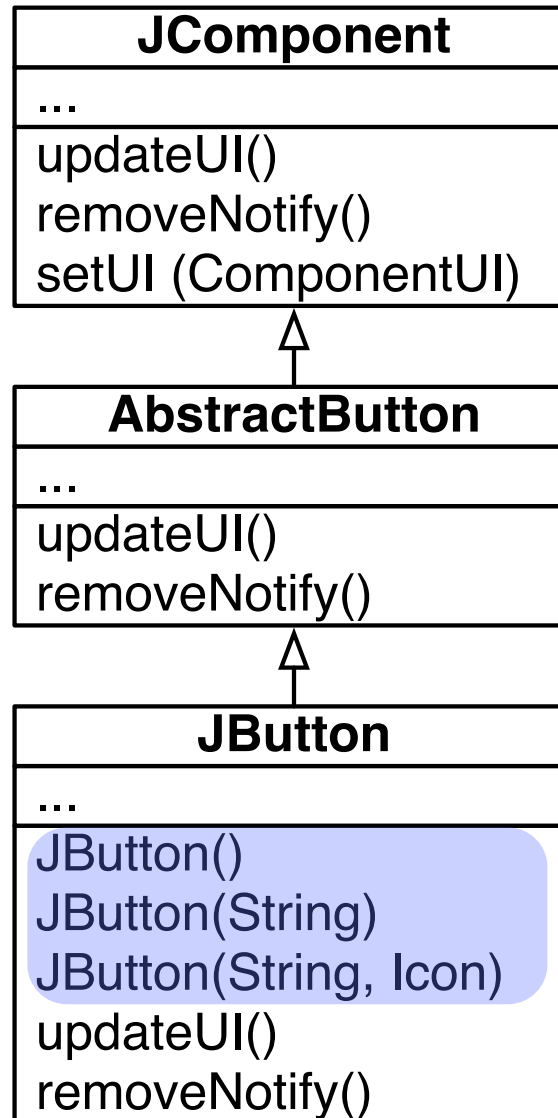 JComponent
...
updateUI()
removeNotify()
setUI (ComponentUI)
AbstractButton
...
updateUI()
removeNotify()
JButton
...
JButton()
JButton(String)
JButton(String, Icon)
updateUI()
removeNotify()